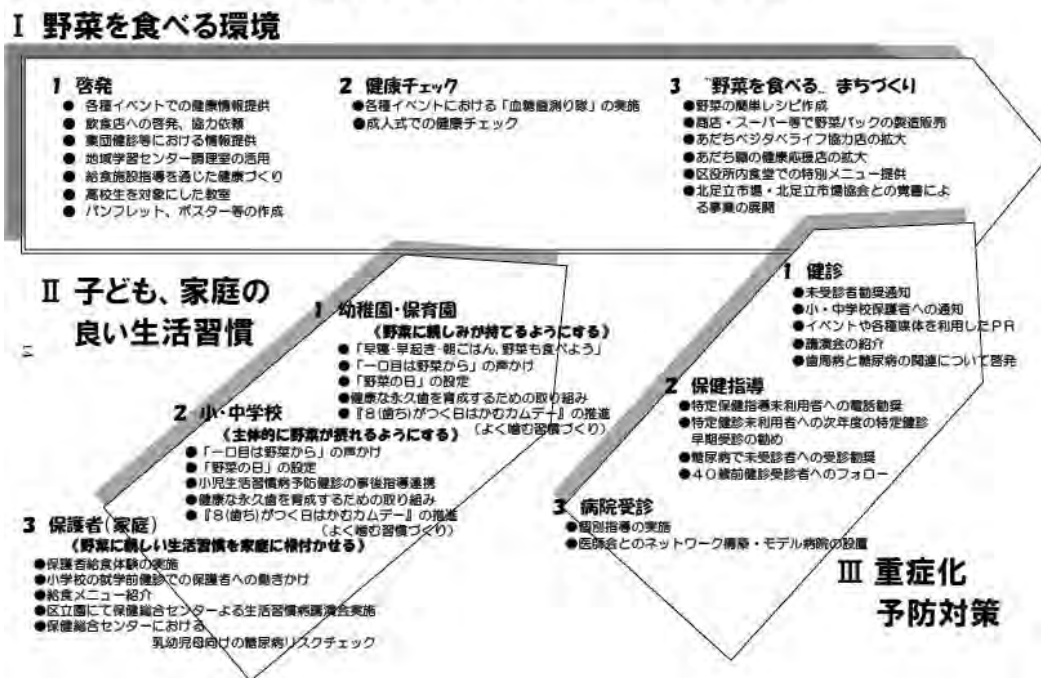 Ⅰ 野菜を食べる環境
1 啓発
● 各種イベントでの健康情報提供
● 飲食店への啓発、協力依頼
● 集団健診等における情報提供
● 地域学習センター調理室の活用
● 給食施設指導を通じた健康づくり
● 高校生を対象にした教室
● パンフレット、ポスター等の作成
2 健康チェック
●各種イベントにおける「血糖値測り隊」の実施
●成人式での健康チェック
3 “野菜を食べる„ まちづくり
●野菜の簡単レシピ作成
●商店・スーパー等で野菜パックの製造販売
●あだちベジタベライフ協力店の拡大
●あだち籍の健康応援店の拡大
●区役所内食堂での特別メニュー提供
●北足立市場・北足立市場協会との覚書によ
る事業の展開
Ⅱ 子ども、家庭の
良い生活習慣
1 幼稚園・保育園
(野菜に親しみが持てるようにする)
●「早寝・早起き・朝ごはん、野菜も食べよう」
●「一口目は野菜から」の声かけ
●「野菜の日」の設定
●健康な永久歯を育成するための取り組み
●『8(歯ち)がつく日はかむカムデー』の推進
(よく噛む習慣づくり)
2 小・中学校
(主体的に野菜が摂れるようにする)
●「一口目は野菜から」の声かけ
●「野菜の日」の設定
●小児生活習慣病予防健診の事後指導連携
●健康な永久歯を育成するための取り組み
●『8(歯ち)がつく日はかむカムデー』の推進
(よく噛む習慣づくり)
3 保護者(家庭)
(野菜に親しい生活習慣を家庭に根付かせる)
●保護者給食体験の実施
●小学校の就学前健診での保護者への働きかけ
●給食メニュー紹介
●区立園にて保健総合センターよる生活習慣病講演会実施
●保健総合センターにおける
乳幼児母向けの糖尿病リスクチェック
1 健診
●未受診者勧奨通知
●小・中学校保護者への通知
●イベントや各種媒体を利用したPR
●講演会の紹介
●歯周病と糖尿病の関連について啓発
2 保健指導
●特定保健指導未利用者への電話勧奨
●特定健診未利用者への次年度の特定健診
早期受診の勧め
●糖尿病で未受診者への受診勧奨
●40歳前健診受診者へのフォロー
3 病院受診
●個別指導の実施
●医師会とのネットワーク構築・モデル病院の設置
Ⅲ 重症化
予防対策